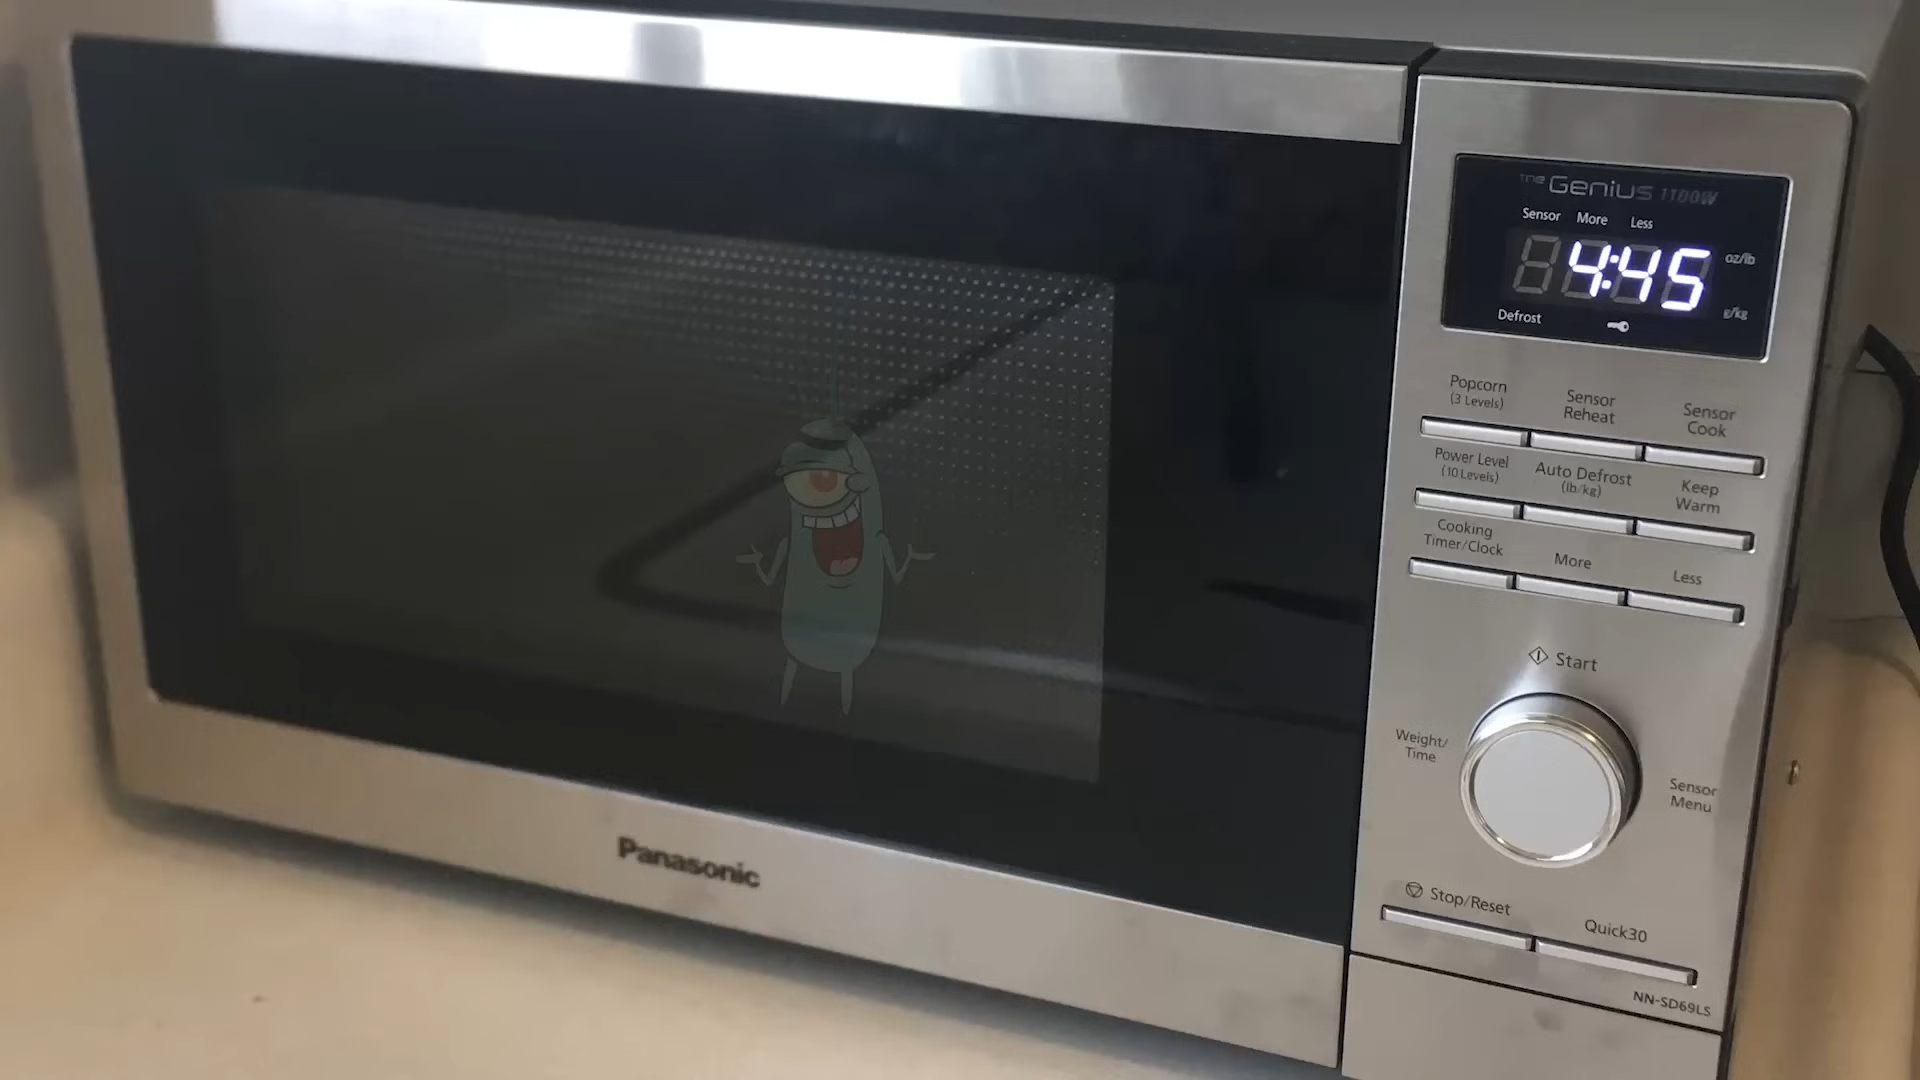 The Genius 1100W
Sensor More Less
4:45
oz/lb
g/kg
Defrost
Popcorn
(3 Levels)
Sensor
Reheat
Sensor
Cook
Power Level
(10 Levels)
Auto Defrost
(lb/kg)
Keep
Warm
Cooking
Timer/Clock
More
Less
Start
Weight/
Time
Sensor
Menu
Panasonic
Stop/Reset
Quick30
NN-SD69LS